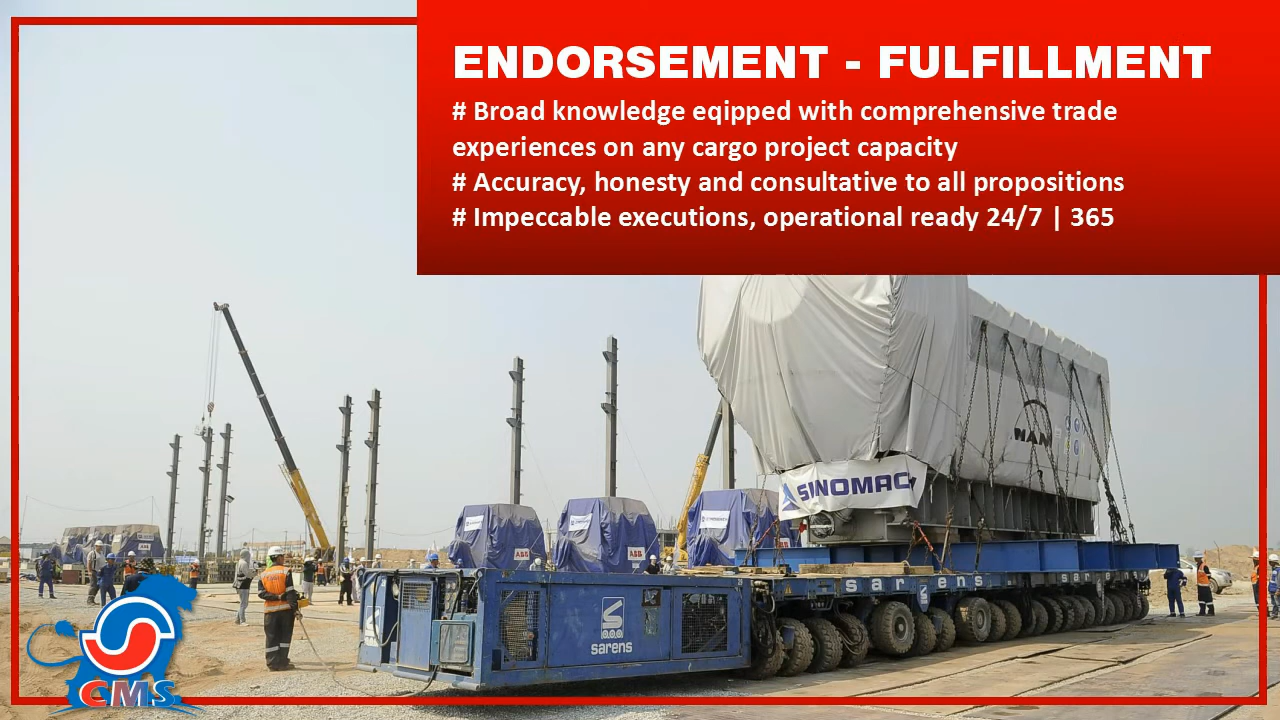 ENDORSEMENT - FULFILLMENT
# Broad knowledge eqipped with comprehensive trade
experiences on any cargo project capacity
# Accuracy, honesty and consultative to all propositions
# Impeccable executions, operational ready 24/7 | 365
MAN
SINOMACH
ABB
ABB
sarens
sarens
sarens
CMS